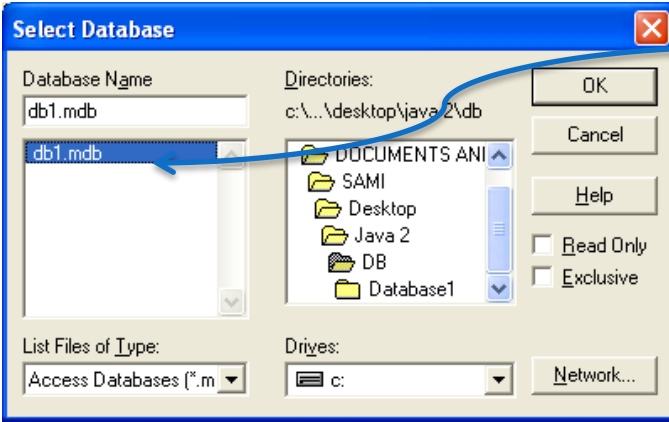 Select Database
Database Name
db1.mdb
db1.mdb
Directories:
c:\...\desktop\java 2\db
DOCUMENTS ANI
SAMI
Desktop
Java 2
DB
Database1
OK
Cancel
Help
Read Only
Exclusive
List Files of Type:
Access Databases (*.m
Drives:
c:
Network...